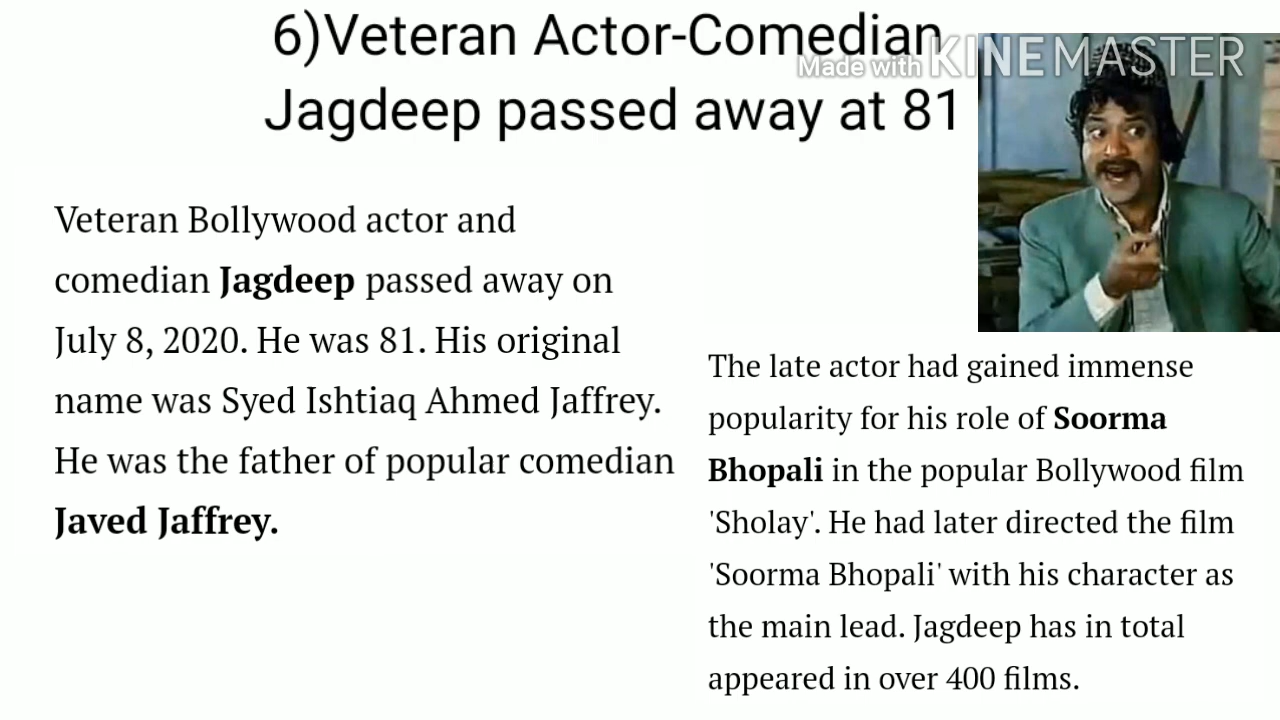 6)Veteran Actor-Comedian
Jagdeep passed away at 81
Made with KINEMASTER
Veteran Bollywood actor and
comedian Jagdeep passed away on
July 8, 2020. He was 81. His original
name was Syed Ishtiaq Ahmed Jaffrey.
He was the father of popular comedian
Javed Jaffrey.
The late actor had gained immense
popularity for his role of Soorma
Bhopali in the popular Bollywood film
'Sholay'. He had later directed the film
'Soorma Bhopali' with his character as
the main lead. Jagdeep has in total
appeared in over 400 films.